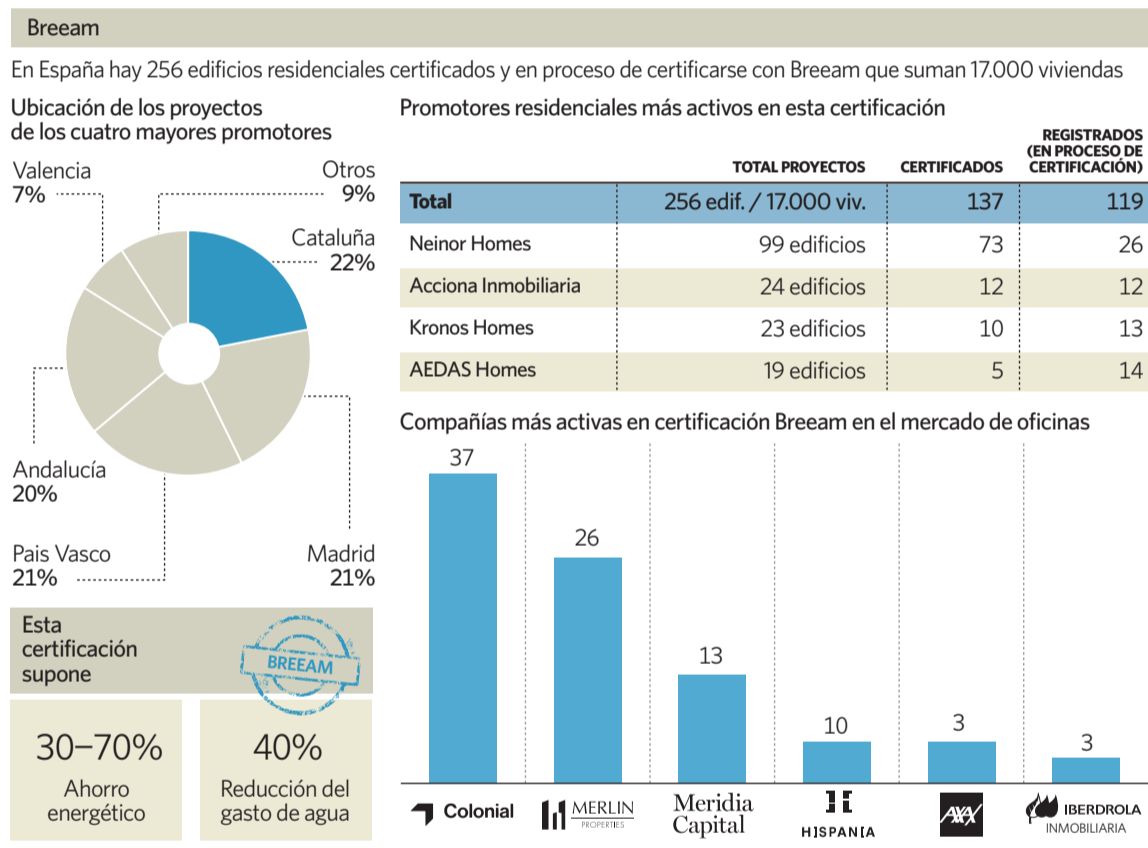 Breeam
En España hay 256 edificios residenciales certificados y en proceso de certificarse con Breeam que suman 17.000 viviendas
Ubicación de los proyectos
de los cuatro mayores promotores
Valencia
7%
Otros
9%
Cataluña
22%
Andalucía
20%
Pais Vasco
21%
Madrid
21%
Esta
certificación
supone
BREEAM
30–70%
Ahorro
energético
40%
Reducción del
gasto de agua
Promotores residenciales más activos en esta certificación
TOTAL PROYECTOS CERTIFICADOS REGISTRADOS
(EN PROCESO DE
CERTIFICACIÓN)
Total 256 edif. / 17.000 viv. 137 119
Neinor Homes 99 edificios 73 26
Acciona Inmobiliaria 24 edificios 12 12
Kronos Homes 23 edificios 10 13
AEDAS Homes 19 edificios 5 14
Compañías más activas en certificación Breeam en el mercado de oficinas
37
26
13
10
3
3
Colonial
MERLIN
PROPERTIES
Meridia
Capital
HISPANIA
AXA
IBERDROLA
INMOBILIARIA